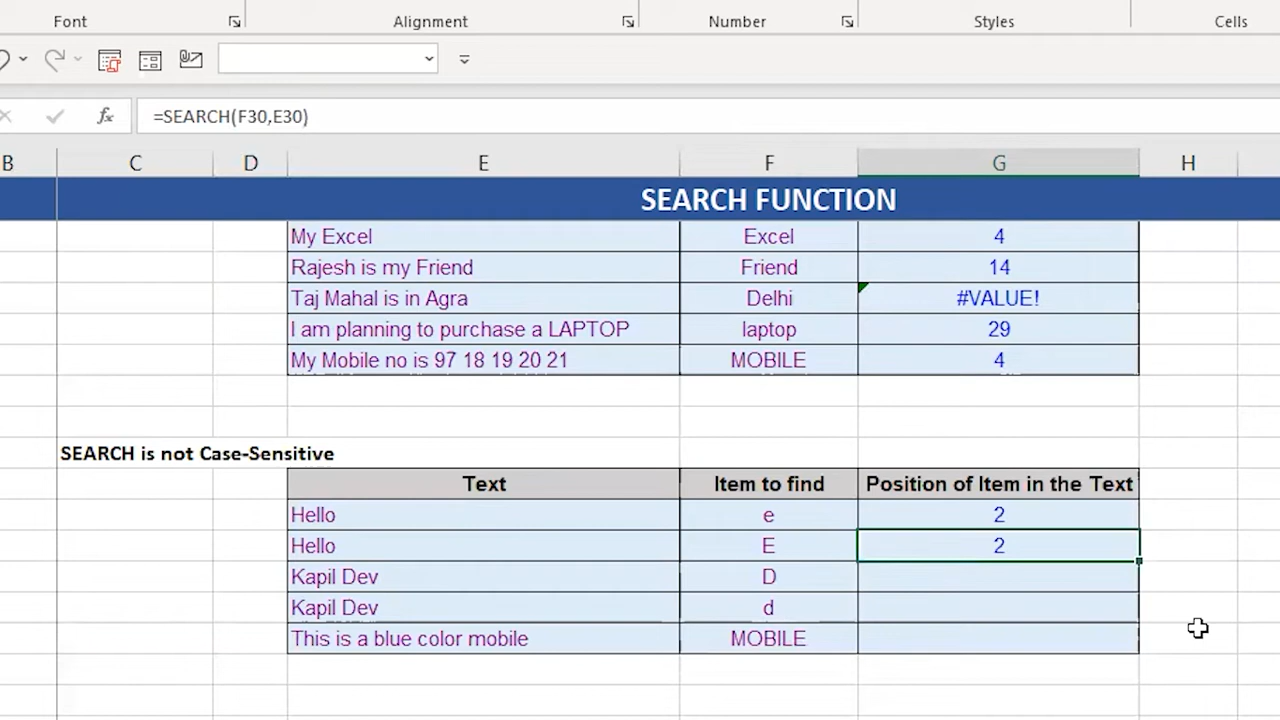 Font Alignment Number Styles Cells
fx =SEARCH(F30,E30)
B C D E F G H
SEARCH FUNCTION
My Excel Excel 4
Rajesh is my Friend Friend 14
Taj Mahal is in Agra Delhi #VALUE!
I am planning to purchase a LAPTOP laptop 29
My Mobile no is 97 18 19 20 21 MOBILE 4
SEARCH is not Case-Sensitive
Text Item to find Position of Item in the Text
Hello e 2
Hello E 2
Kapil Dev D
Kapil Dev d
This is a blue color mobile MOBILE